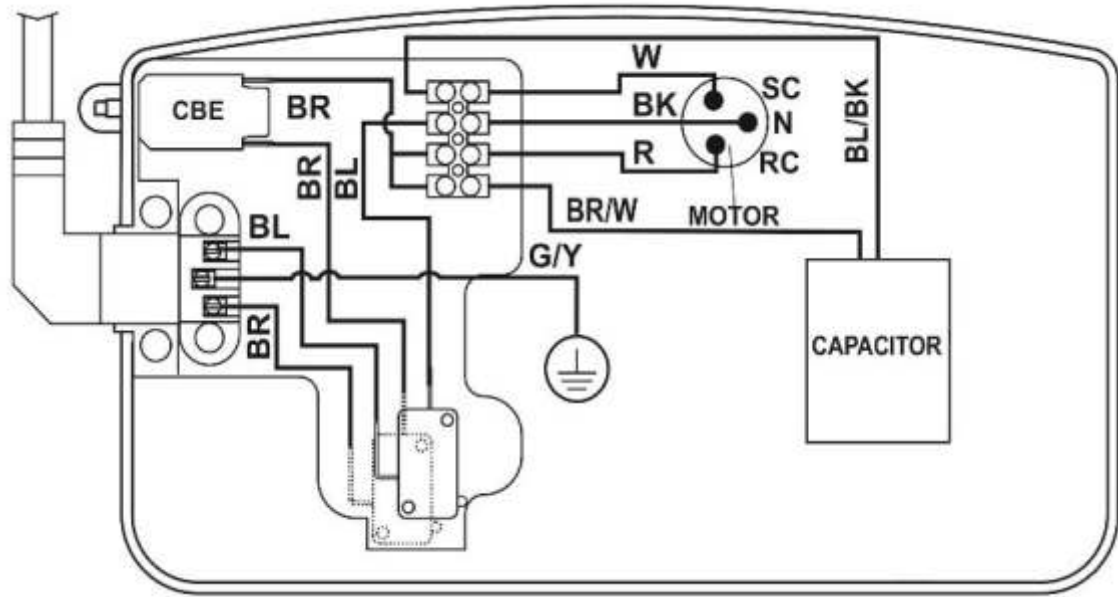 W
SC
CBE
BR
BK
N
BL/BK
R
RC
BR
BL
BR/W
MOTOR
BL
G/Y
BR
CAPACITOR